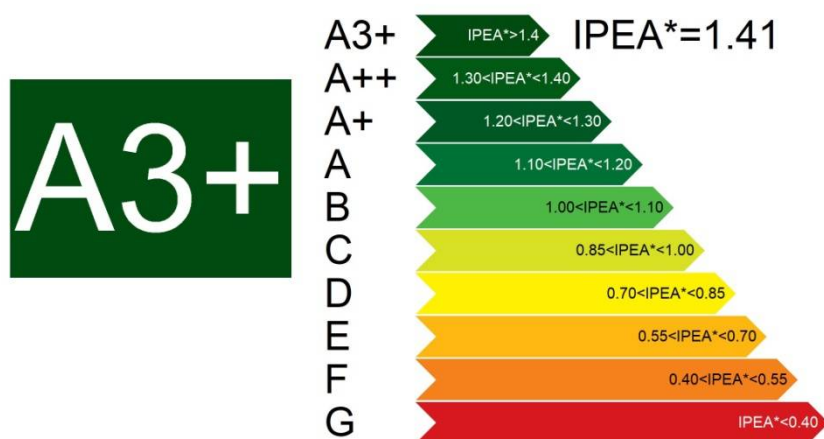 A3+
A3+ IPEA*>1.4 IPEA*=1.41
A++ 1.30<IPEA*<1.40
A+ 1.20<IPEA*<1.30
A 1.10<IPEA*<1.20
B 1.00<IPEA*<1.10
C 0.85<IPEA*<1.00
D 0.70<IPEA*<0.85
E 0.55<IPEA*<0.70
F 0.40<IPEA*<0.55
G IPEA*<0.40